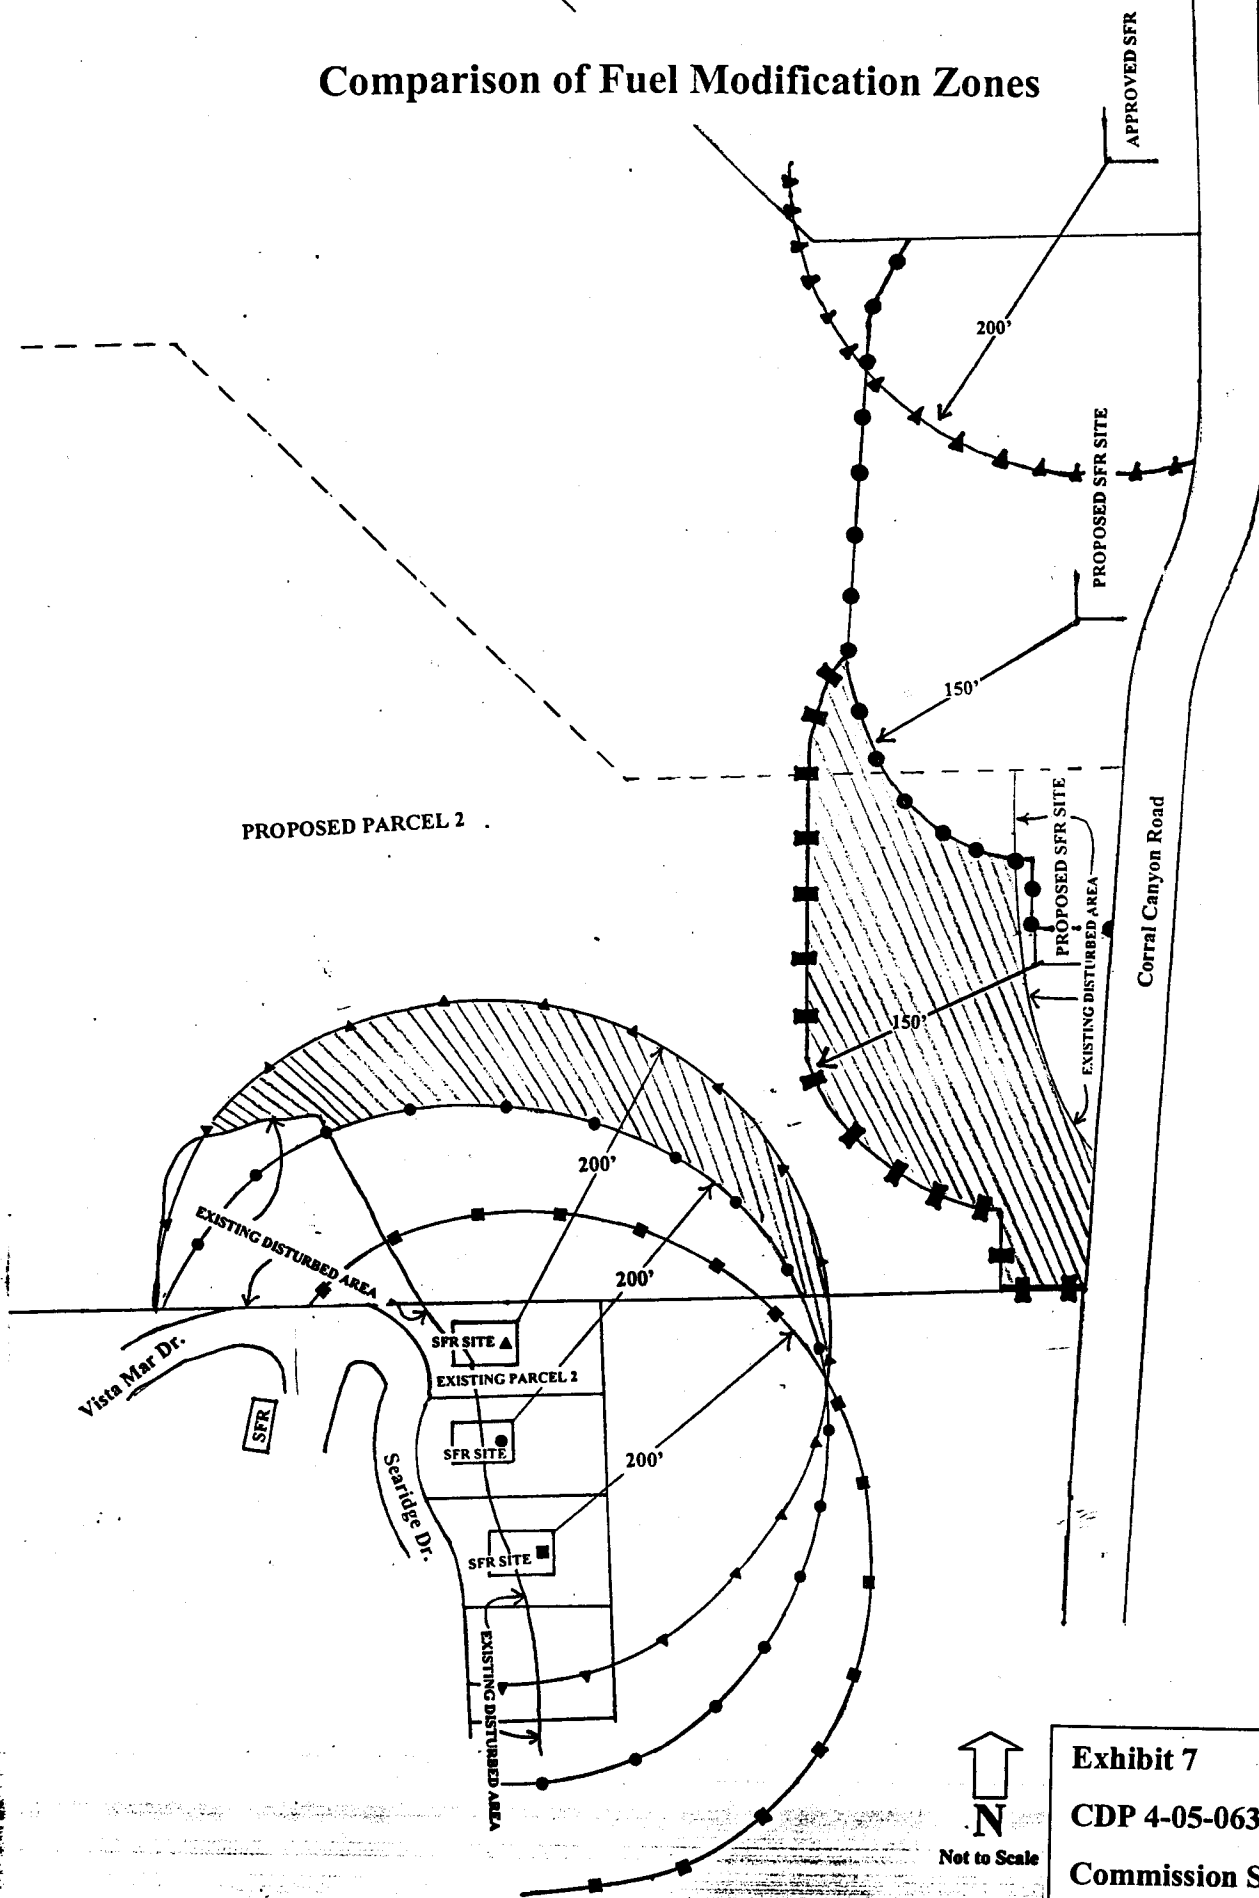 Comparison of Fuel Modification Zones
APPROVED SFR
200'
PROPOSED SFR SITE
150'
PROPOSED PARCEL 2
PROPOSED SFR SITE
EXISTING DISTURBED AREA
Corral Canyon Road
150'
200'
EXISTING DISTURBED AREA
200'
SFR SITE
EXISTING PARCEL 2
Vista Mar Dr.
SFR
SFR SITE
200'
Searidge Dr.
SFR SITE
EXISTING DISTURBED AREA
N
Not to Scale
Exhibit 7
CDP 4-05-063
Commission S